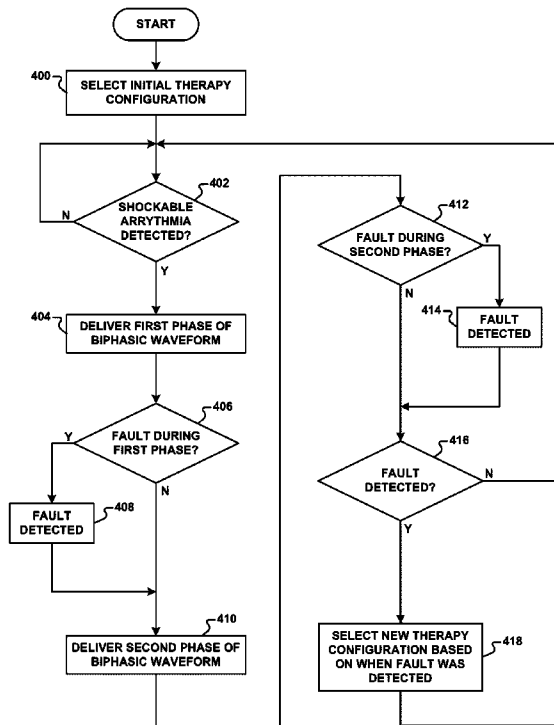 START
400
SELECT INITIAL THERAPY
CONFIGURATION
402
SHOCKABLE
ARRYTHMIA
DETECTED?
N
Y
404
DELIVER FIRST PHASE OF
BIPHASIC WAVEFORM
406
Y
FAULT DURING
FIRST PHASE?
N
408
FAULT
DETECTED
410
DELIVER SECOND PHASE OF
BIPHASIC WAVEFORM
412
FAULT DURING
SECOND PHASE?
Y
N
414
FAULT
DETECTED
416
FAULT
DETECTED?
N
Y
SELECT NEW THERAPY
CONFIGURATION BASED
ON WHEN FAULT WAS
DETECTED
418